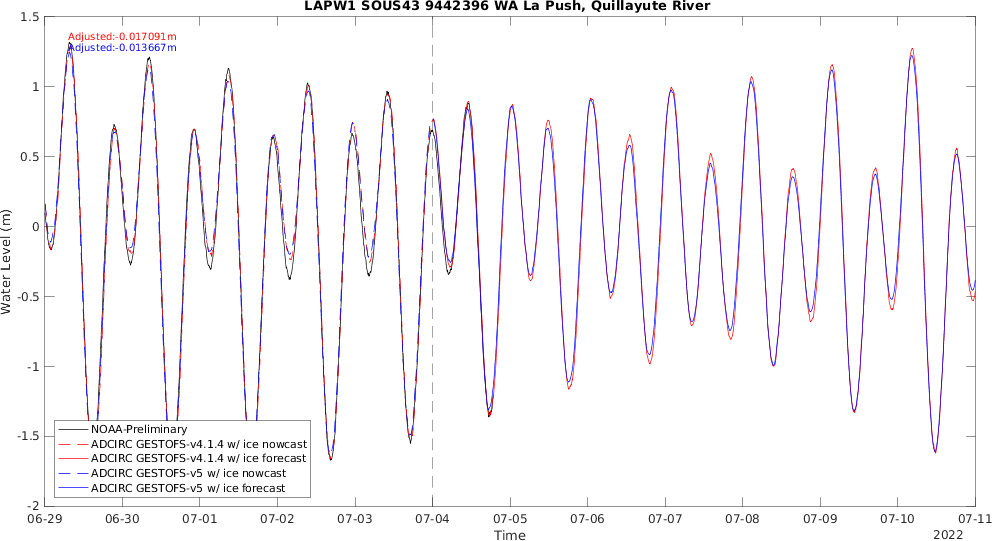 LAPW1 SOUS43 9442396 WA La Push, Quillayute River
Adjusted:-0.017091m
Adjusted:-0.013667m
1.5
1
0.5
0
-0.5
-1
-1.5
-2
Water Level (m)
NOAA-Preliminary
ADCIRC GESTOFS-v4.1.4 w/ ice nowcast
ADCIRC GESTOFS-v4.1.4 w/ ice forecast
ADCIRC GESTOFS-v5 w/ ice nowcast
ADCIRC GESTOFS-v5 w/ ice forecast
06-29 06-30 07-01 07-02 07-03 07-04 07-05 07-06 07-07 07-08 07-09 07-10 07-11
Time
2022